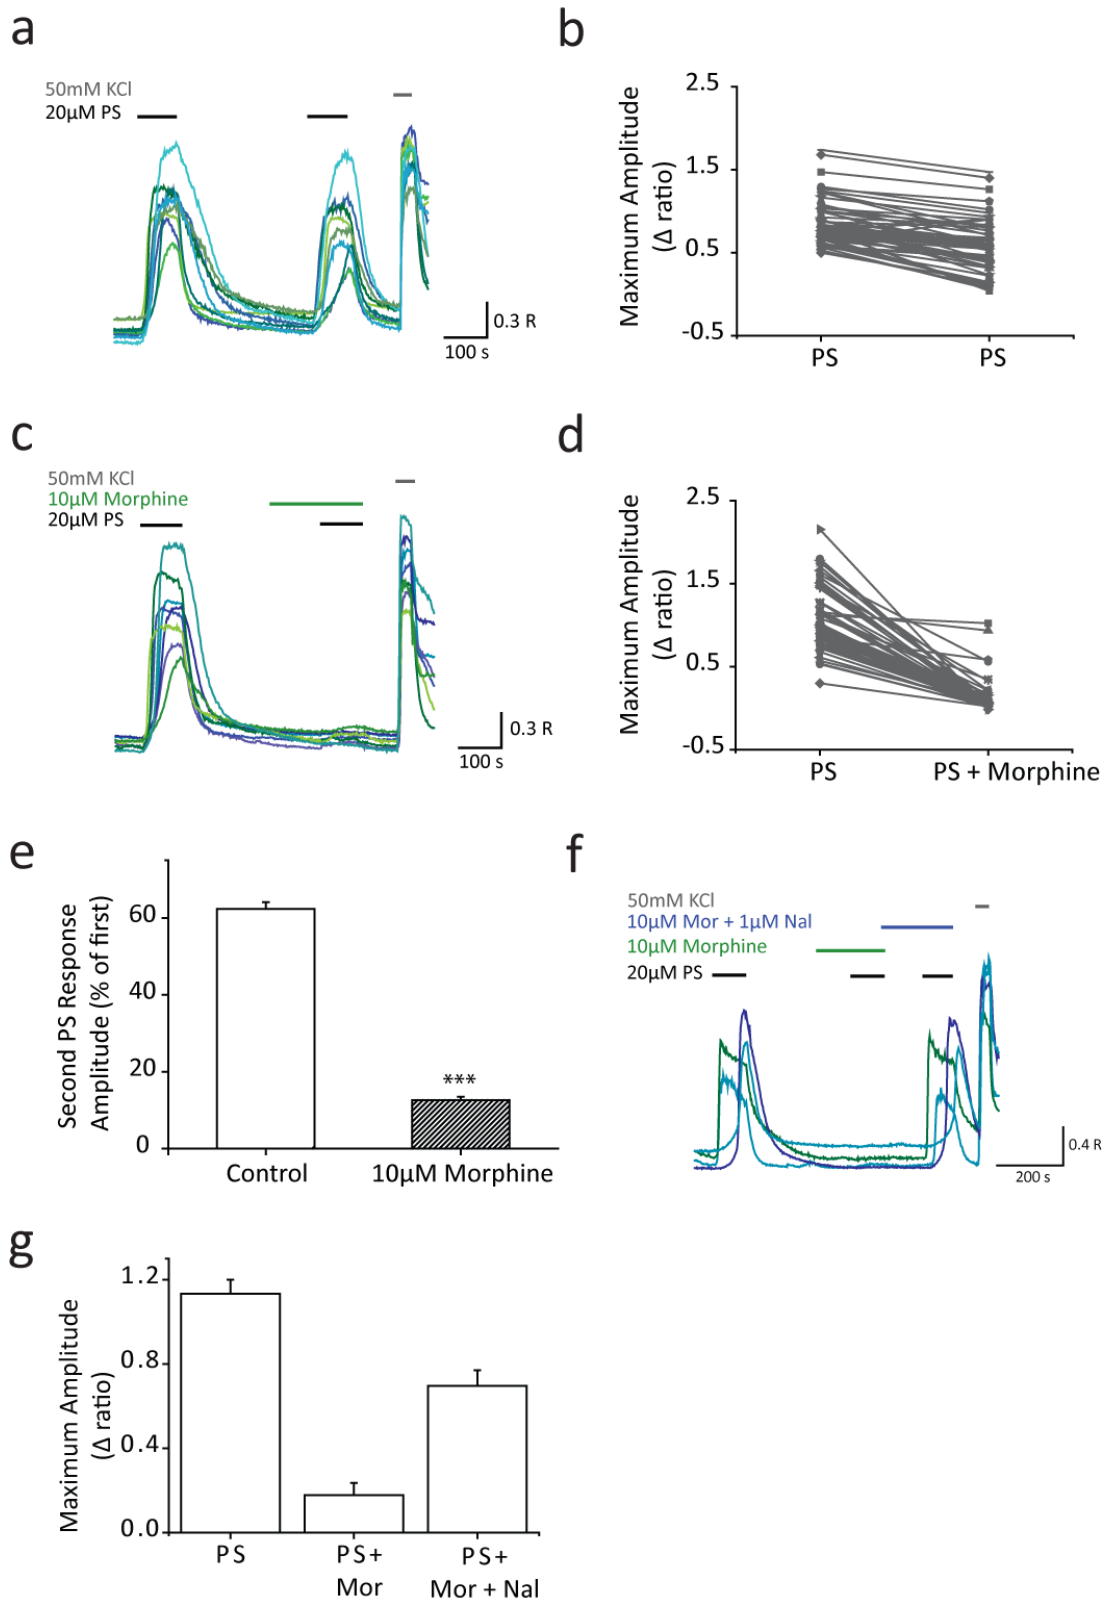 a
50mM KCl
20µM PS
0.3 R
100 s
b
Maximum Amplitude
(Δ ratio)
2.5
1.5
0.5
-0.5
PS PS
c
50mM KCl
10µM Morphine
20µM PS
0.3 R
100 s
d
Maximum Amplitude
(Δ ratio)
2.5
1.5
0.5
-0.5
PS PS + Morphine
e
Second PS Response
Amplitude (% of first)
60
40
20
0
***
Control 10µM Morphine
f
50mM KCl
10µM Mor + 1µM Nal
10µM Morphine
20µM PS
0.4 R
200 s
g
Maximum Amplitude
(Δ ratio)
1.2
0.8
0.4
0.0
PS PS+ PS+
Mor Mor + Nal